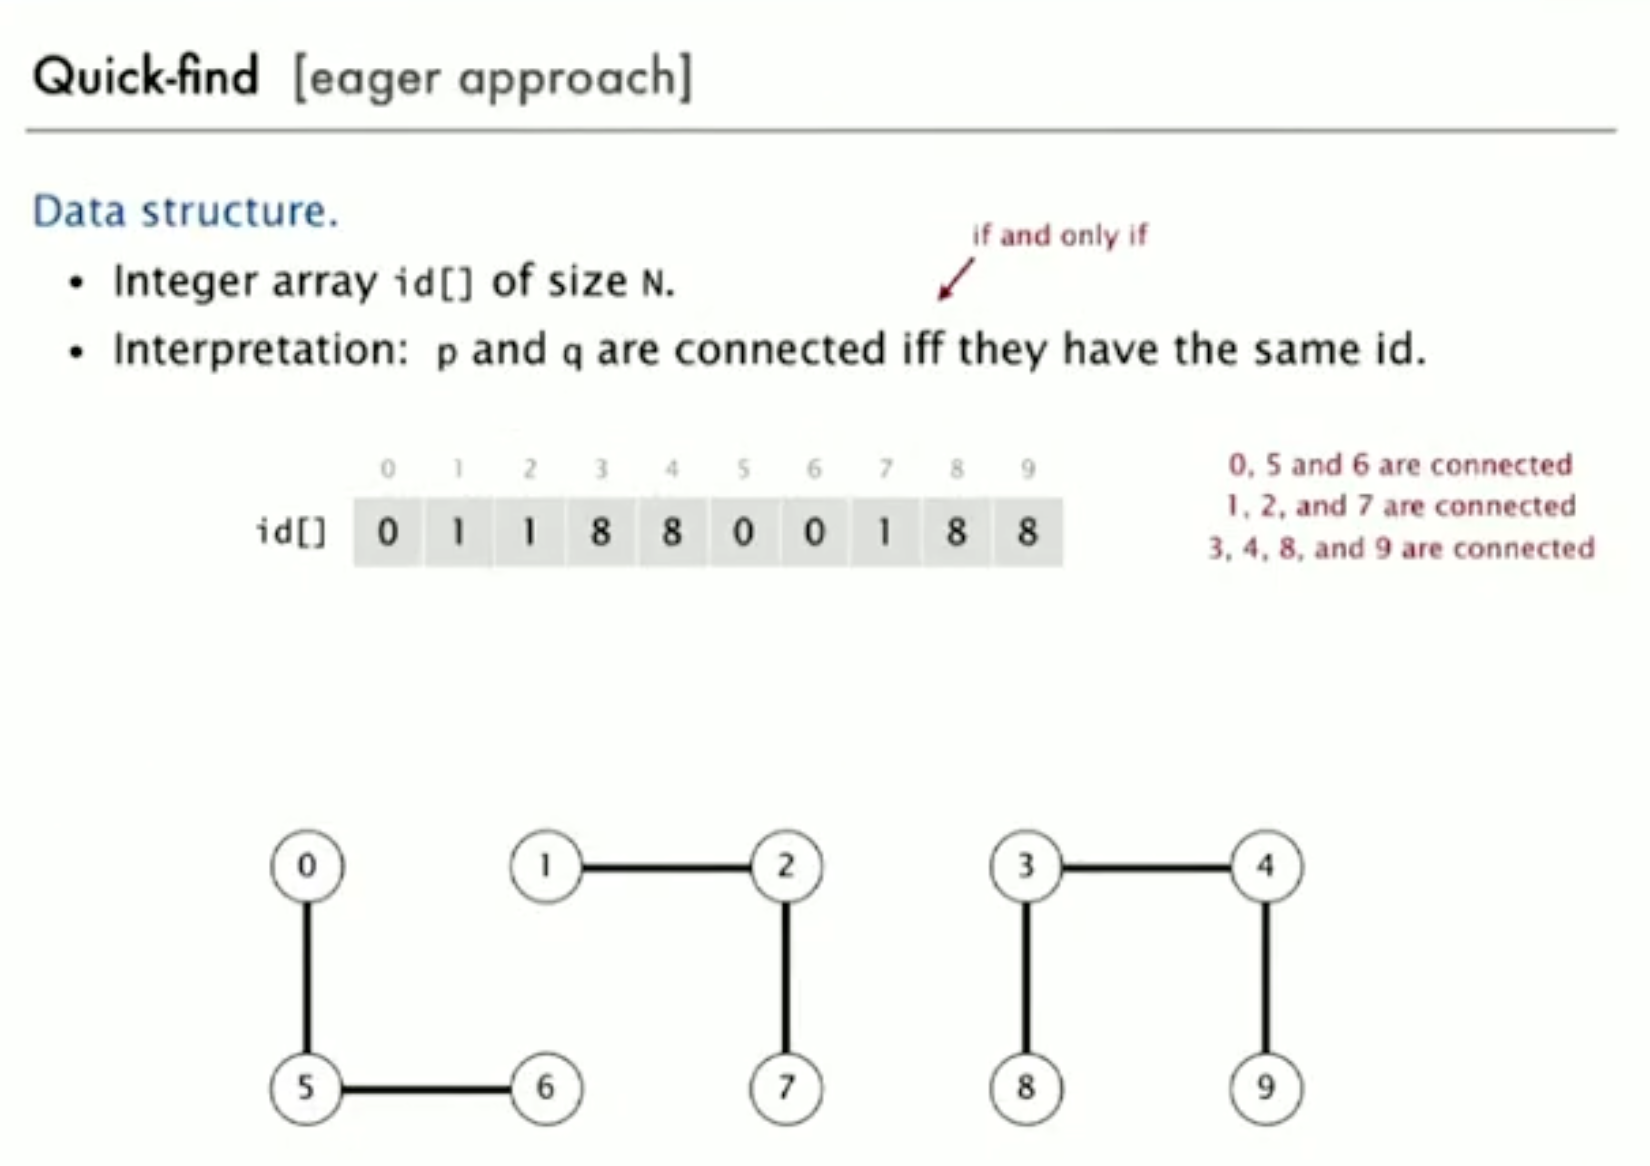 Quick-find [eager approach]
Data structure.
if and only if
• Integer array id[] of size N.
• Interpretation: p and q are connected iff they have the same id.
0 1 2 3 4 5 6 7 8 9
id[] 0 1 1 8 8 0 0 1 8 8
0, 5 and 6 are connected
1, 2, and 7 are connected
3, 4, 8, and 9 are connected
0 1 2 3 4
5 6 7 8 9